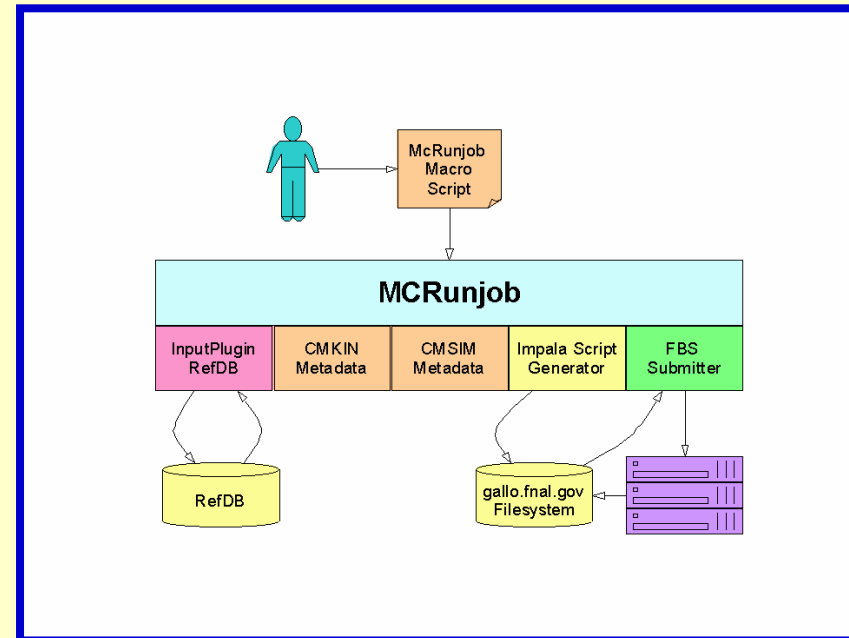 McRunjob
Macro
Script
MCRunjob
InputPlugin
RefDB
CMKIN
Metadata
CMSIM
Metadata
Impala Script
Generator
FBS
Submitter
RefDB
gallo.fnal.gov
Filesystem